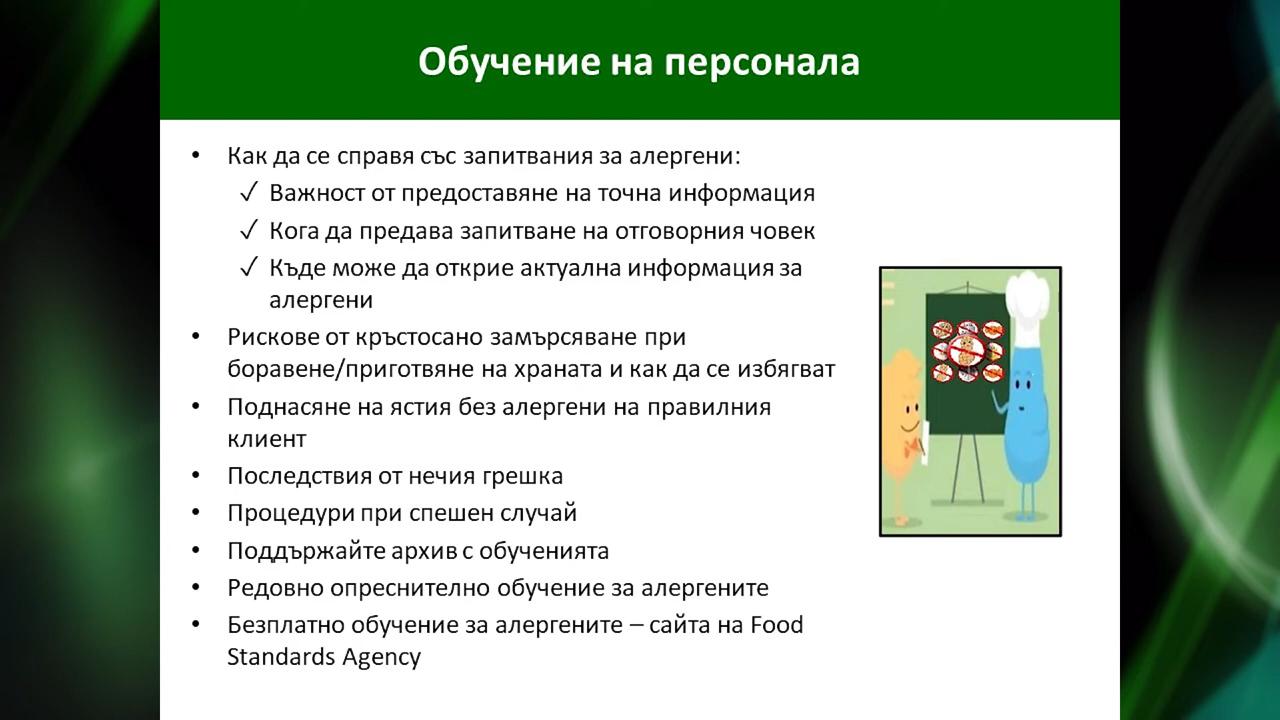 Обучение на персонала
• Как да се справя със запитвания за алергени:
✓ Важност от предоставяне на точна информация
✓ Кога да предава запитване на отговорния човек
✓ Къде може да открие актуална информация за
алергени
• Рискове от кръстосано замърсяване при
боравене/приготвяне на храната и как да се избягват
• Поднасяне на ястия без алергени на правилния
клиент
• Последствия от нечия грешка
• Процедури при спешен случай
• Поддържайте архив с обученията
• Редовно опреснително обучение за алергените
• Безплатно обучение за алергените – сайта на Food
Standards Agency